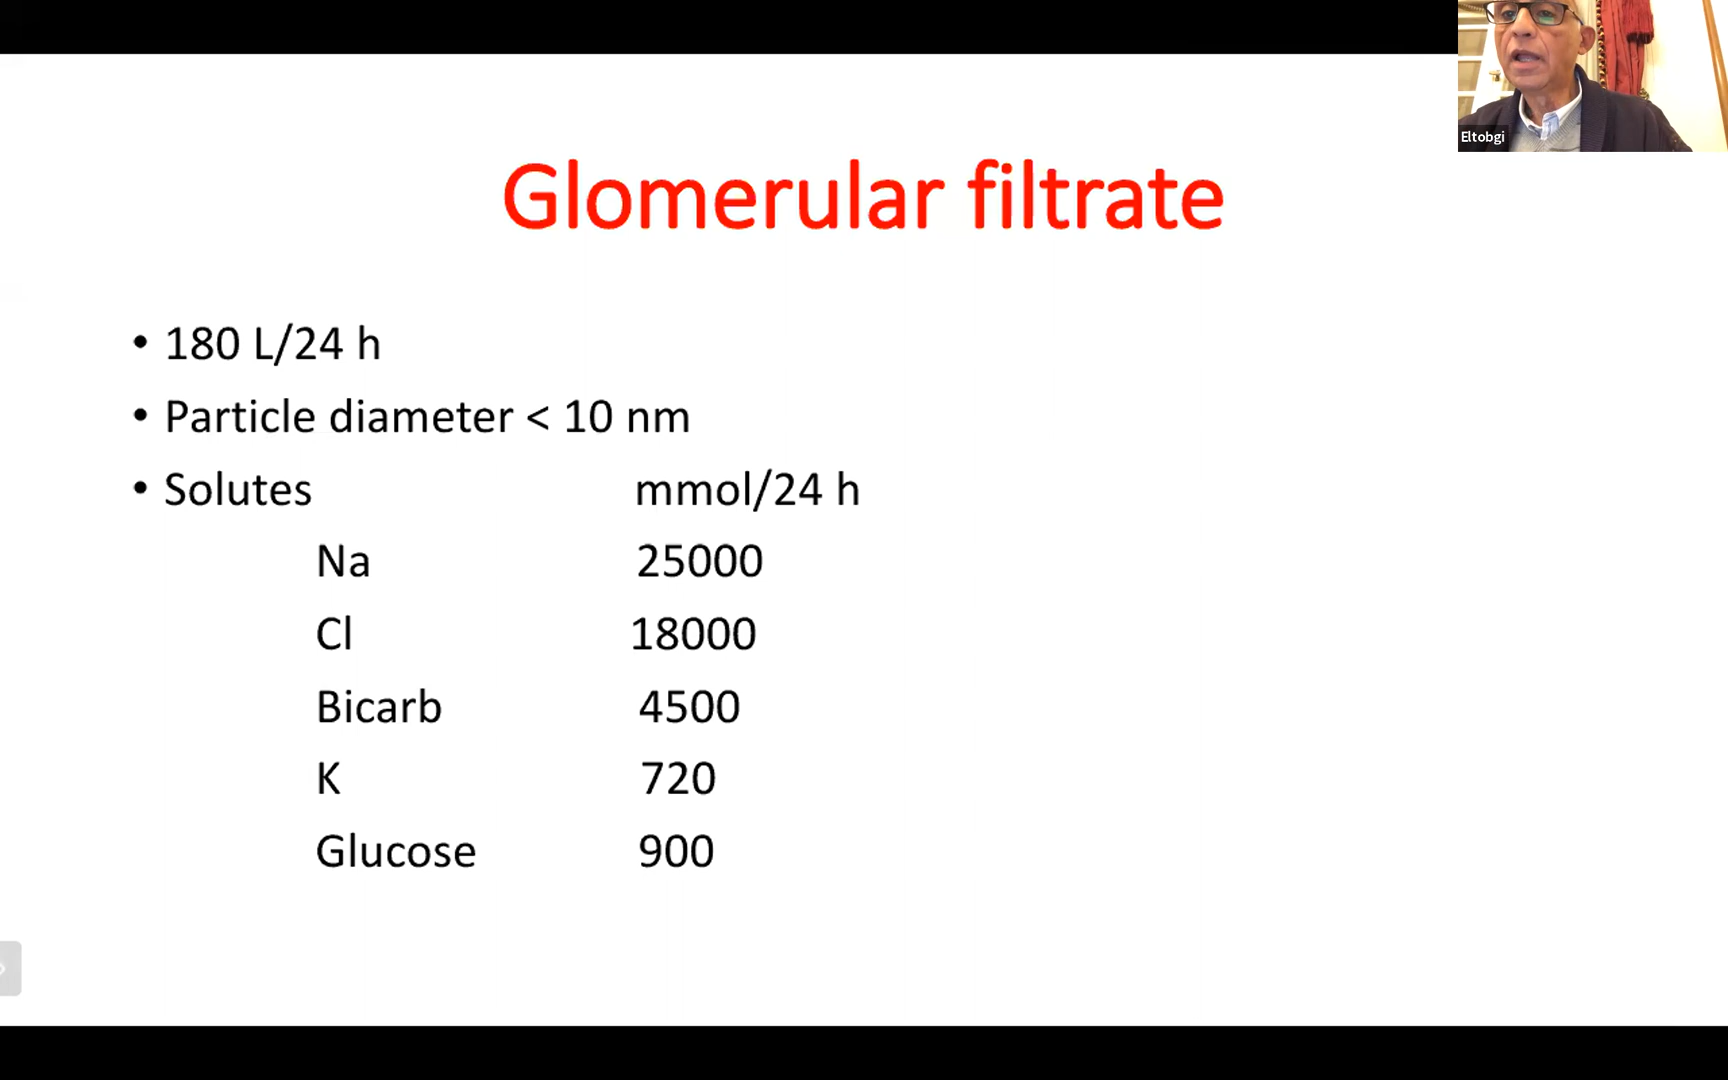 Eltobgi
Glomerular filtrate
• 180 L/24 h
• Particle diameter < 10 nm
• Solutes mmol/24 h
Na 25000
Cl 18000
Bicarb 4500
K 720
Glucose 900